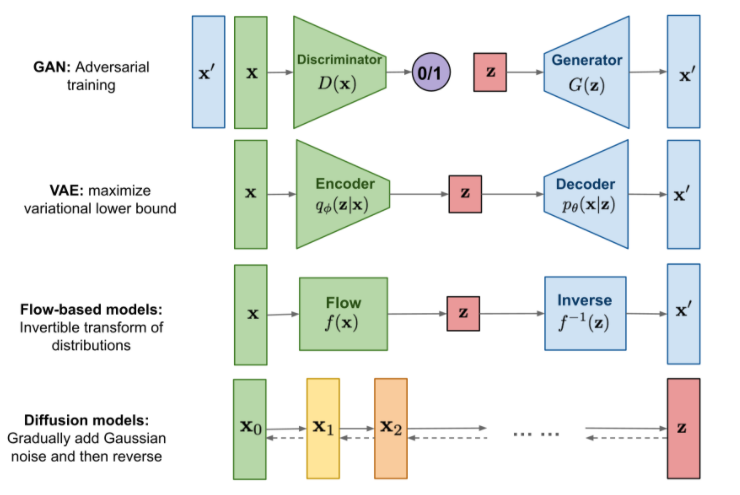 GAN: Adversarial
training
x′
x
Discriminator
D(x)
0/1
z
Generator
G(z)
x′
VAE: maximize
variational lower bound
x
Encoder
qϕ(z|x)
z
Decoder
pθ(x|z)
x′
Flow-based models:
Invertible transform of
distributions
x
Flow
f(x)
z
Inverse
f⁻¹(z)
x′
Diffusion models:
Gradually add Gaussian
noise and then reverse
x₀
x₁
x₂
... ...
z